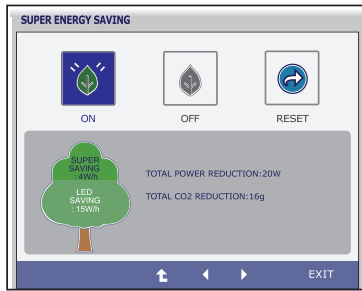 SUPER ENERGY SAVING
ON OFF RESET
SUPER
SAVING
: 4W/h
LED
SAVING
: 15W/h
TOTAL POWER REDUCTION:20W
TOTAL CO2 REDUCTION:16g
EXIT